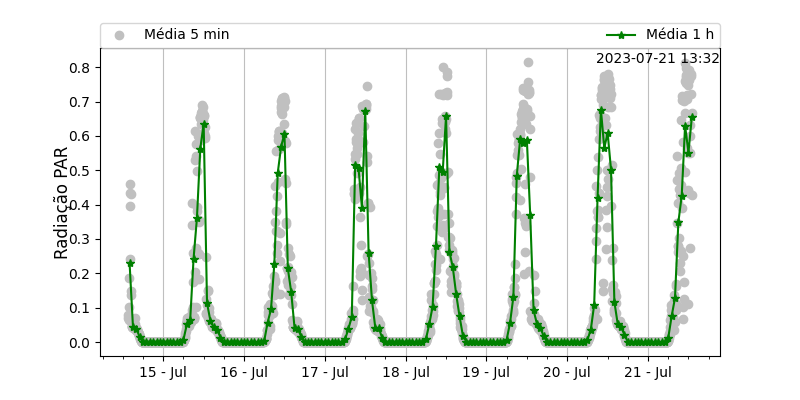 Média 5 min
Média 1 h
2023-07-21 13:32
Radiação PAR
0.8
0.7
0.6
0.5
0.4
0.3
0.2
0.1
0.0
15 - Jul
16 - Jul
17 - Jul
18 - Jul
19 - Jul
20 - Jul
21 - Jul